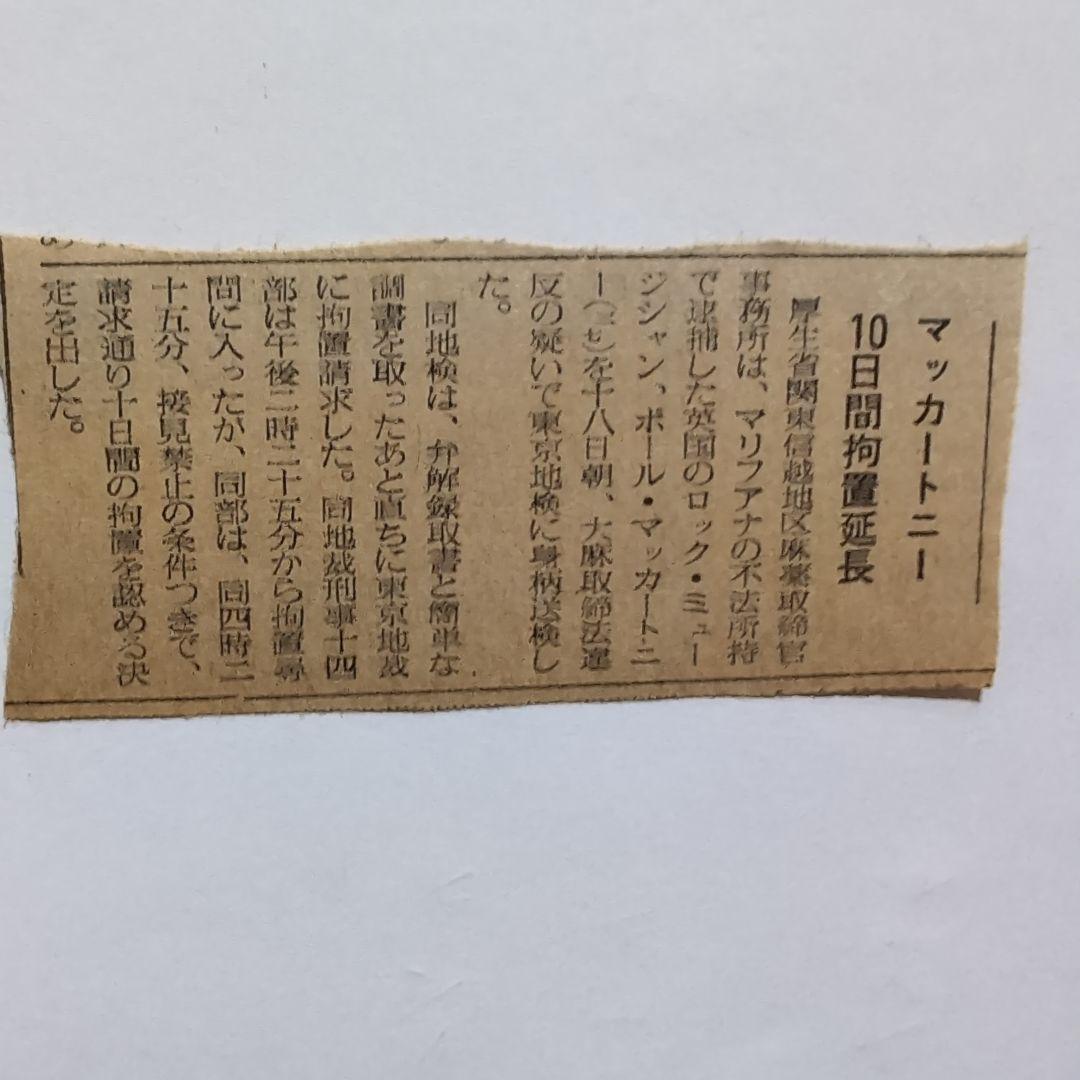 マッカートニー
10日間拘置延長
厚生省関東信越地区麻薬取締官
事務所は、マリファナの不法所持
で逮捕した英国のロック・ミュー
ジシャン、ポール・マッカートニ
ー(三七)を十八日朝、大麻取締法違
反の疑いで東京地検に身柄送検し
た。
同地検は、弁解録取書と簡単な
調書を取ったあと直ちに東京地裁
に拘置請求した。同地裁刑事十四
部は午後二時二十五分から拘置尋
問に入ったが、同部は、同四時二
十五分、接見禁止の条件つきで、
請求通り十日間の拘置を認める決
定を出した。